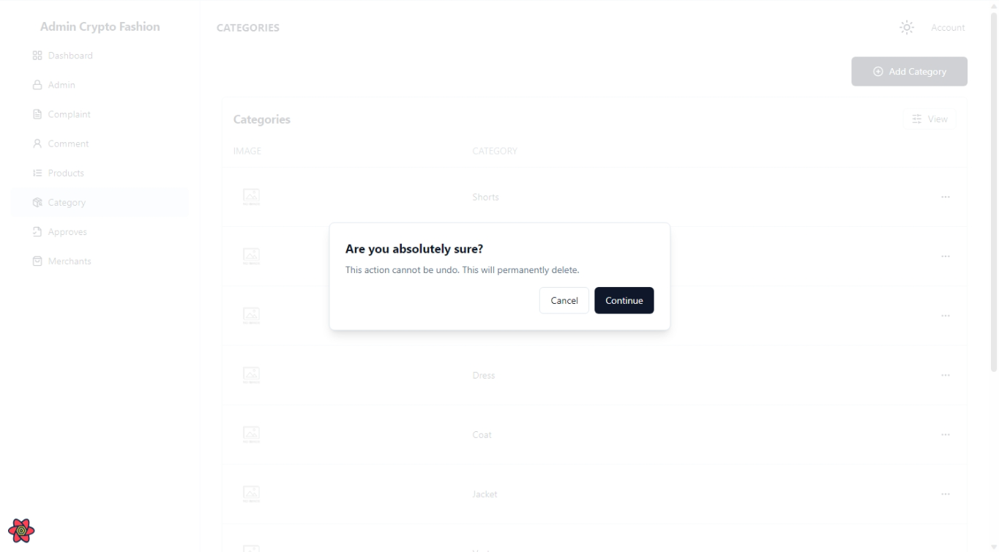 Admin Crypto Fashion
Dashboard
Admin
Complaint
Comment
Products
Category
Approves
Merchants
CATEGORIES
Account
Add Category
Categories
View
IMAGE
CATEGORY
Shorts
Are you absolutely sure?
This action cannot be undo. This will permanently delete.
Cancel
Continue
Dress
Coat
Jacket